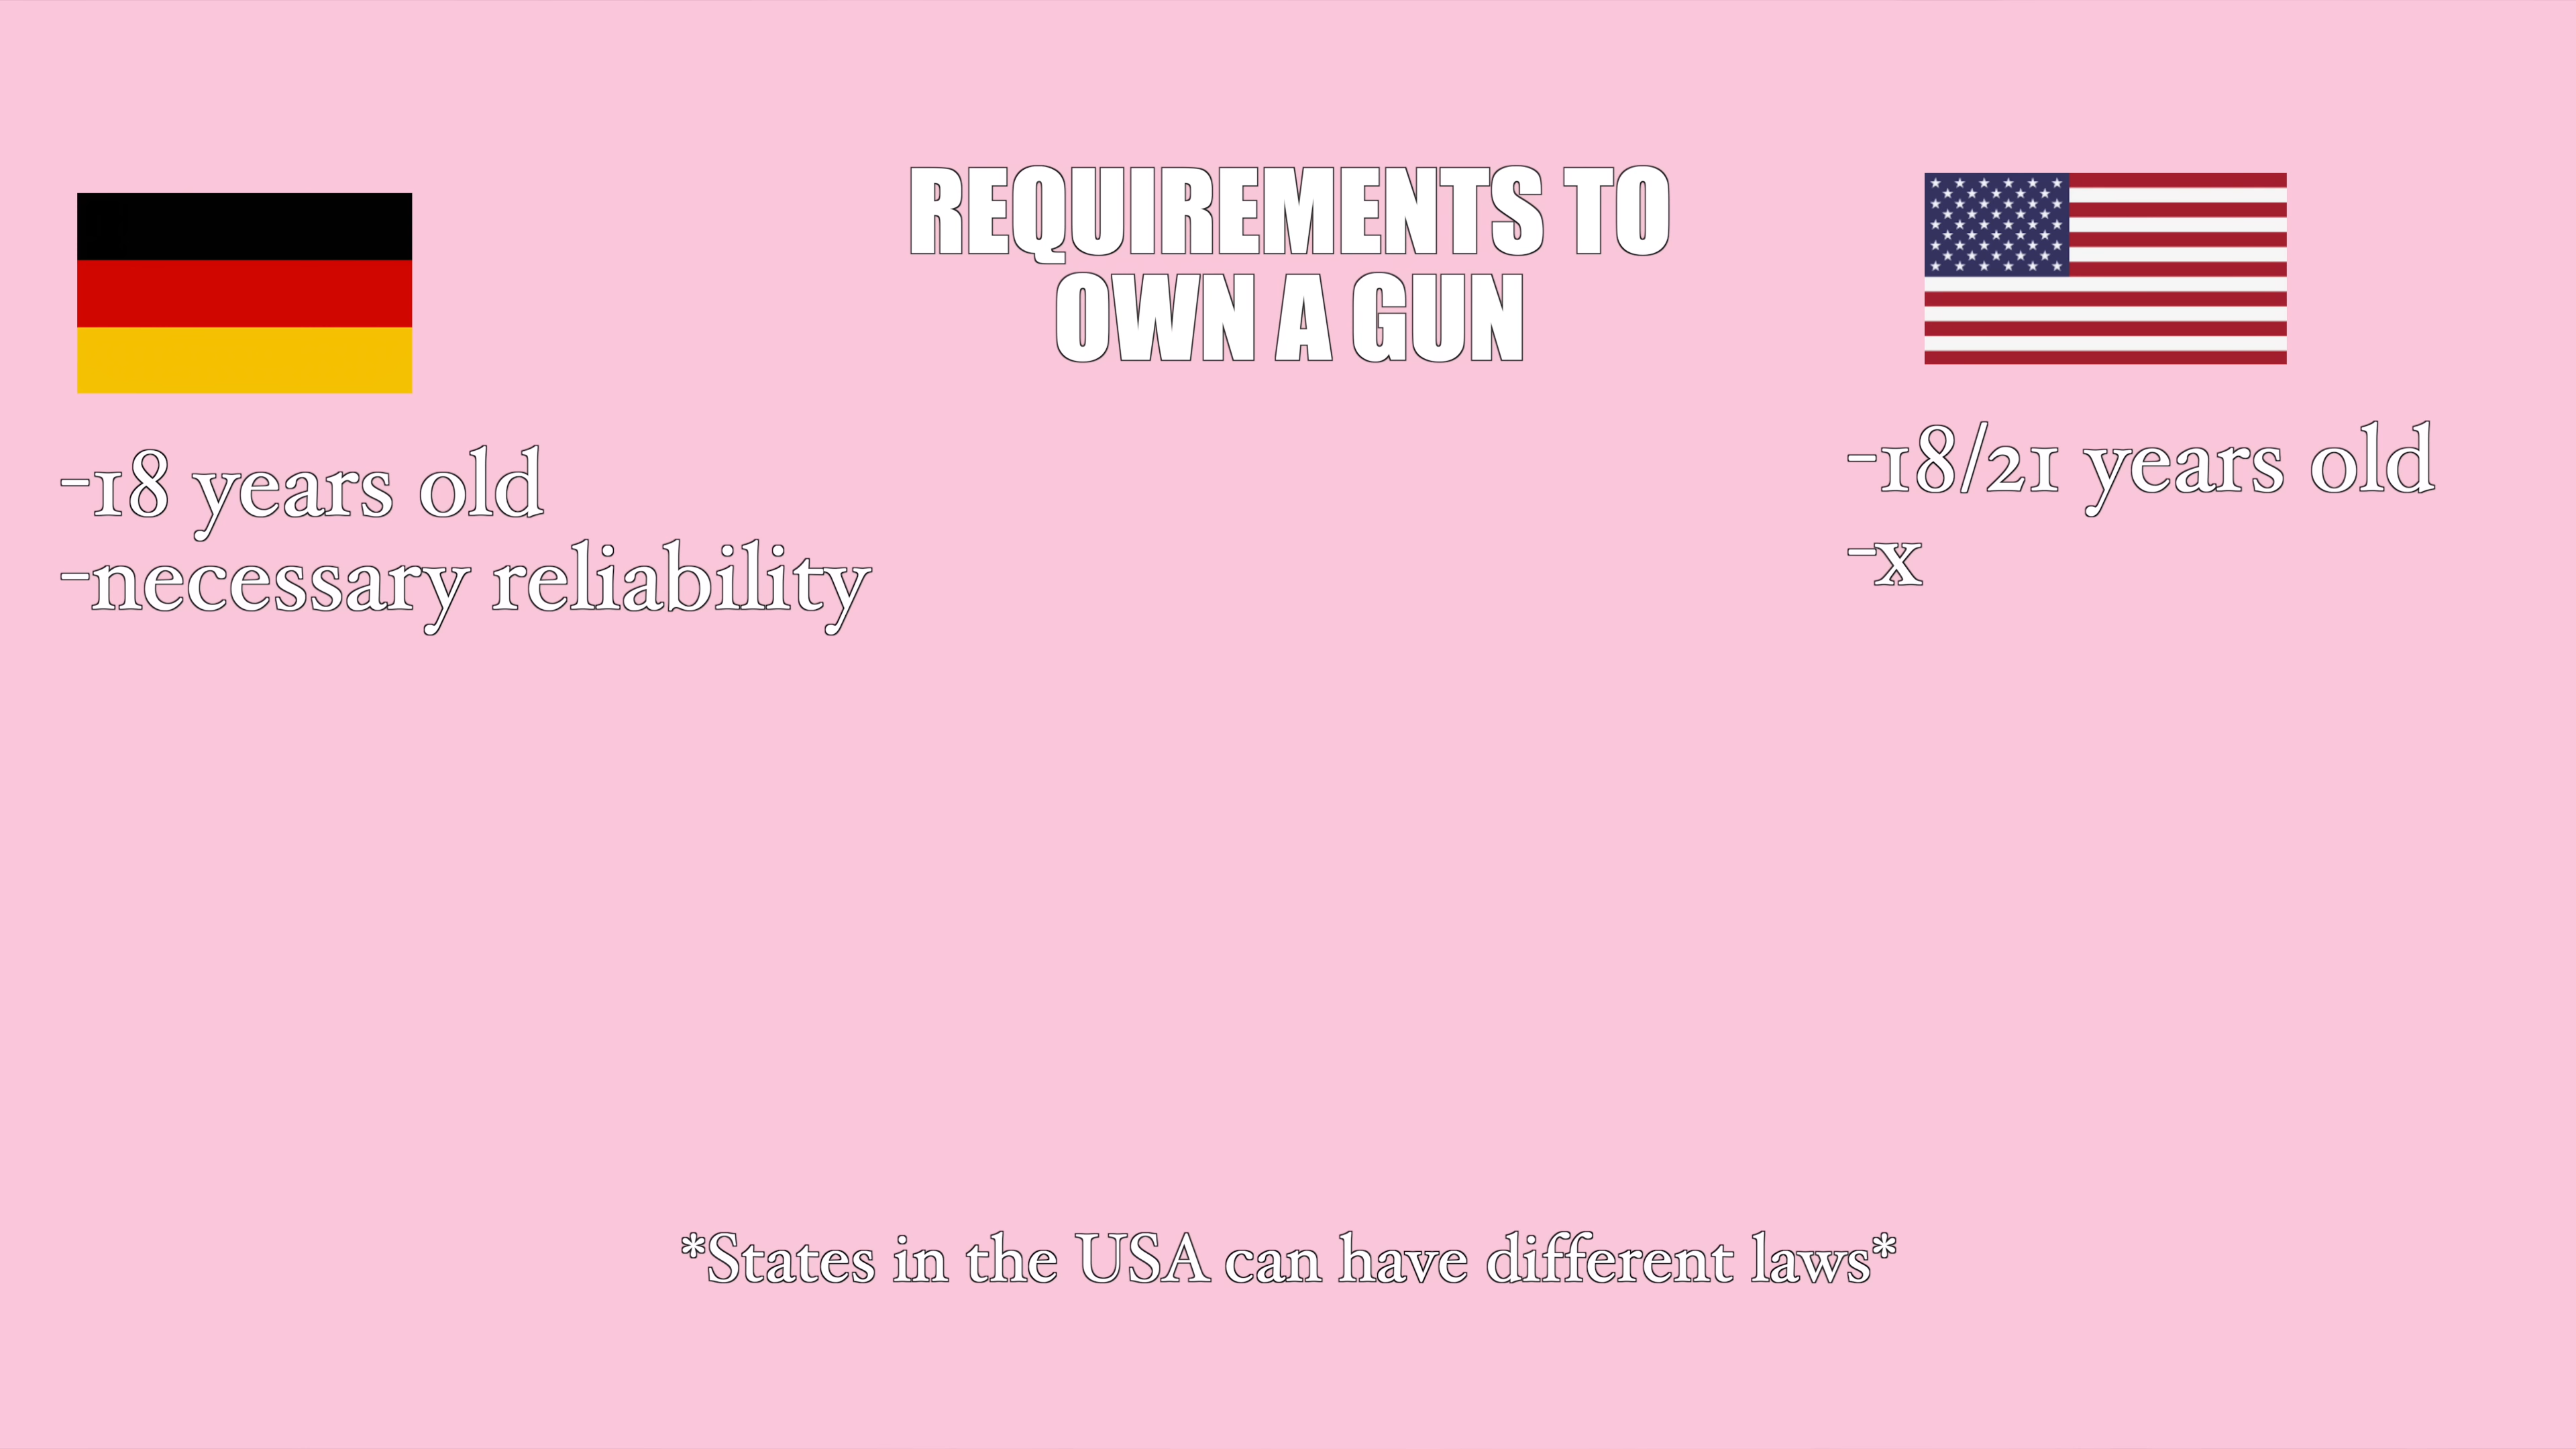 REQUIREMENTS TO
OWN A GUN
-18 years old
-necessary reliability
-18/21 years old
-x
*States in the USA can have different laws*